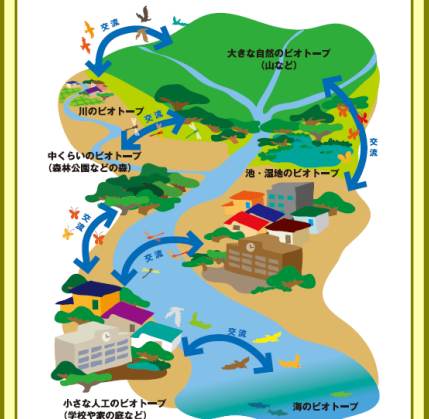 交流
大きな自然のビオトープ
（山など）
川のビオトープ
交流
交流
中くらいのビオトープ
（森林公園などの森）
池・湿地のビオトープ
交流
交流
交流
小さな人工のビオトープ
（学校や家の庭など）
海のビオトープ